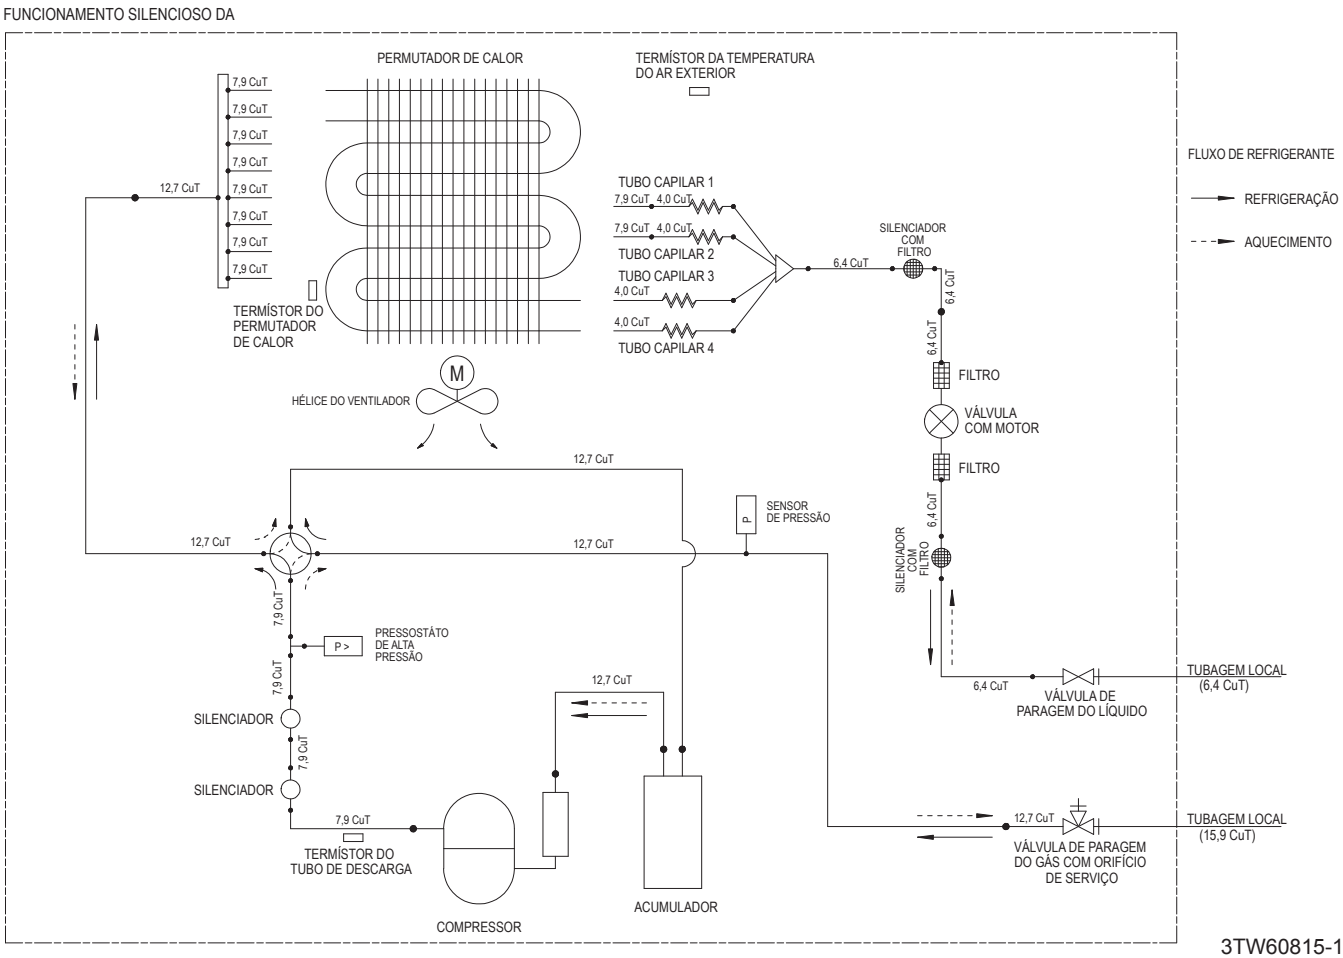 FUNCIONAMENTO SILENCIOSO DA
PERMUTADOR DE CALOR
TERMÍSTOR DA TEMPERATURA
DO AR EXTERIOR
7,9 CuT
7,9 CuT
7,9 CuT
7,9 CuT
7,9 CuT
7,9 CuT
7,9 CuT
7,9 CuT
12,7 CuT
TERMÍSTOR DO
PERMUTADOR
DE CALOR
TUBO CAPILAR 1
7,9 CuT 4,0 CuT
7,9 CuT 4,0 CuT
TUBO CAPILAR 2
TUBO CAPILAR 3
4,0 CuT
4,0 CuT
TUBO CAPILAR 4
6,4 CuT
SILENCIADOR
COM
FILTRO
6,4 CuT
6,4 CuT
FILTRO
VÁLVULA
COM MOTOR
FILTRO
6,4 CuT
SILENCIADOR
COM
FILTRO
FLUXO DE REFRIGERANTE
REFRIGERAÇÃO
AQUECIMENTO
M
HÉLICE DO VENTILADOR
12,7 CuT
12,7 CuT
12,7 CuT
P
SENSOR
DE PRESSÃO
7,9 CuT
P >
PRESSOSTÁTO
DE ALTA
PRESSÃO
7,9 CuT
SILENCIADOR
7,9 CuT
SILENCIADOR
7,9 CuT
TERMÍSTOR DO
TUBO DE DESCARGA
COMPRESSOR
12,7 CuT
ACUMULADOR
6,4 CuT
VÁLVULA DE
PARAGEM DO LÍQUIDO
TUBAGEM LOCAL
(6,4 CuT)
12,7 CuT
VÁLVULA DE PARAGEM
DO GÁS COM ORIFÍCIO
DE SERVIÇO
TUBAGEM LOCAL
(15,9 CuT)
3TW60815-1